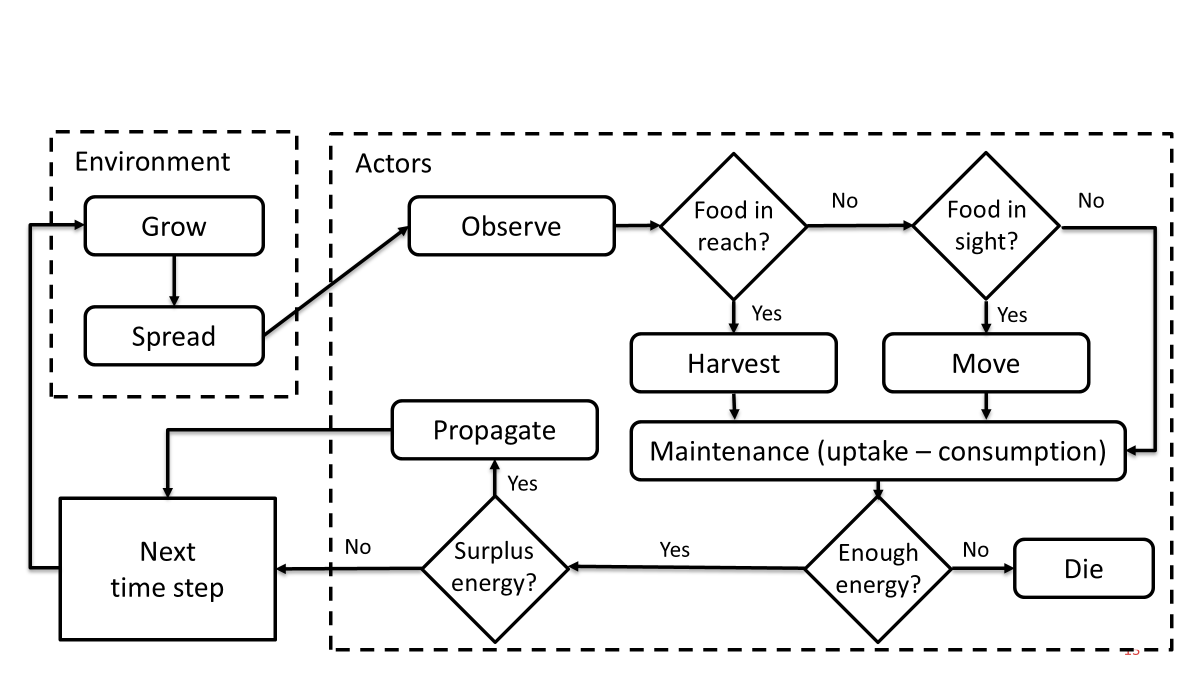 Environment
Actors
Grow
Observe
Food in
reach?
No
Food in
sight?
No
Spread
Yes
Yes
Harvest
Move
Propagate
Maintenance (uptake – consumption)
Yes
Next
time step
No
Surplus
energy?
Yes
Enough
energy?
No
Die